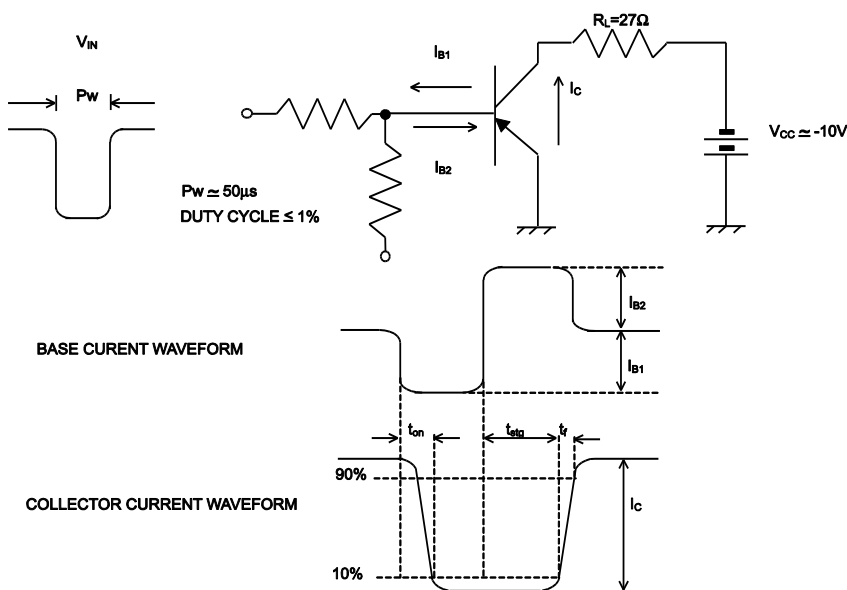 RL=27Ω
VIN
IB1
Pw
IC
VCC ≃ -10V
IB2
Pw ≃ 50μs
DUTY CYCLE ≤ 1%
IB2
BASE CURENT WAVEFORM
IB1
ton
tstg
tf
90%
COLLECTOR CURRENT WAVEFORM
IC
10%